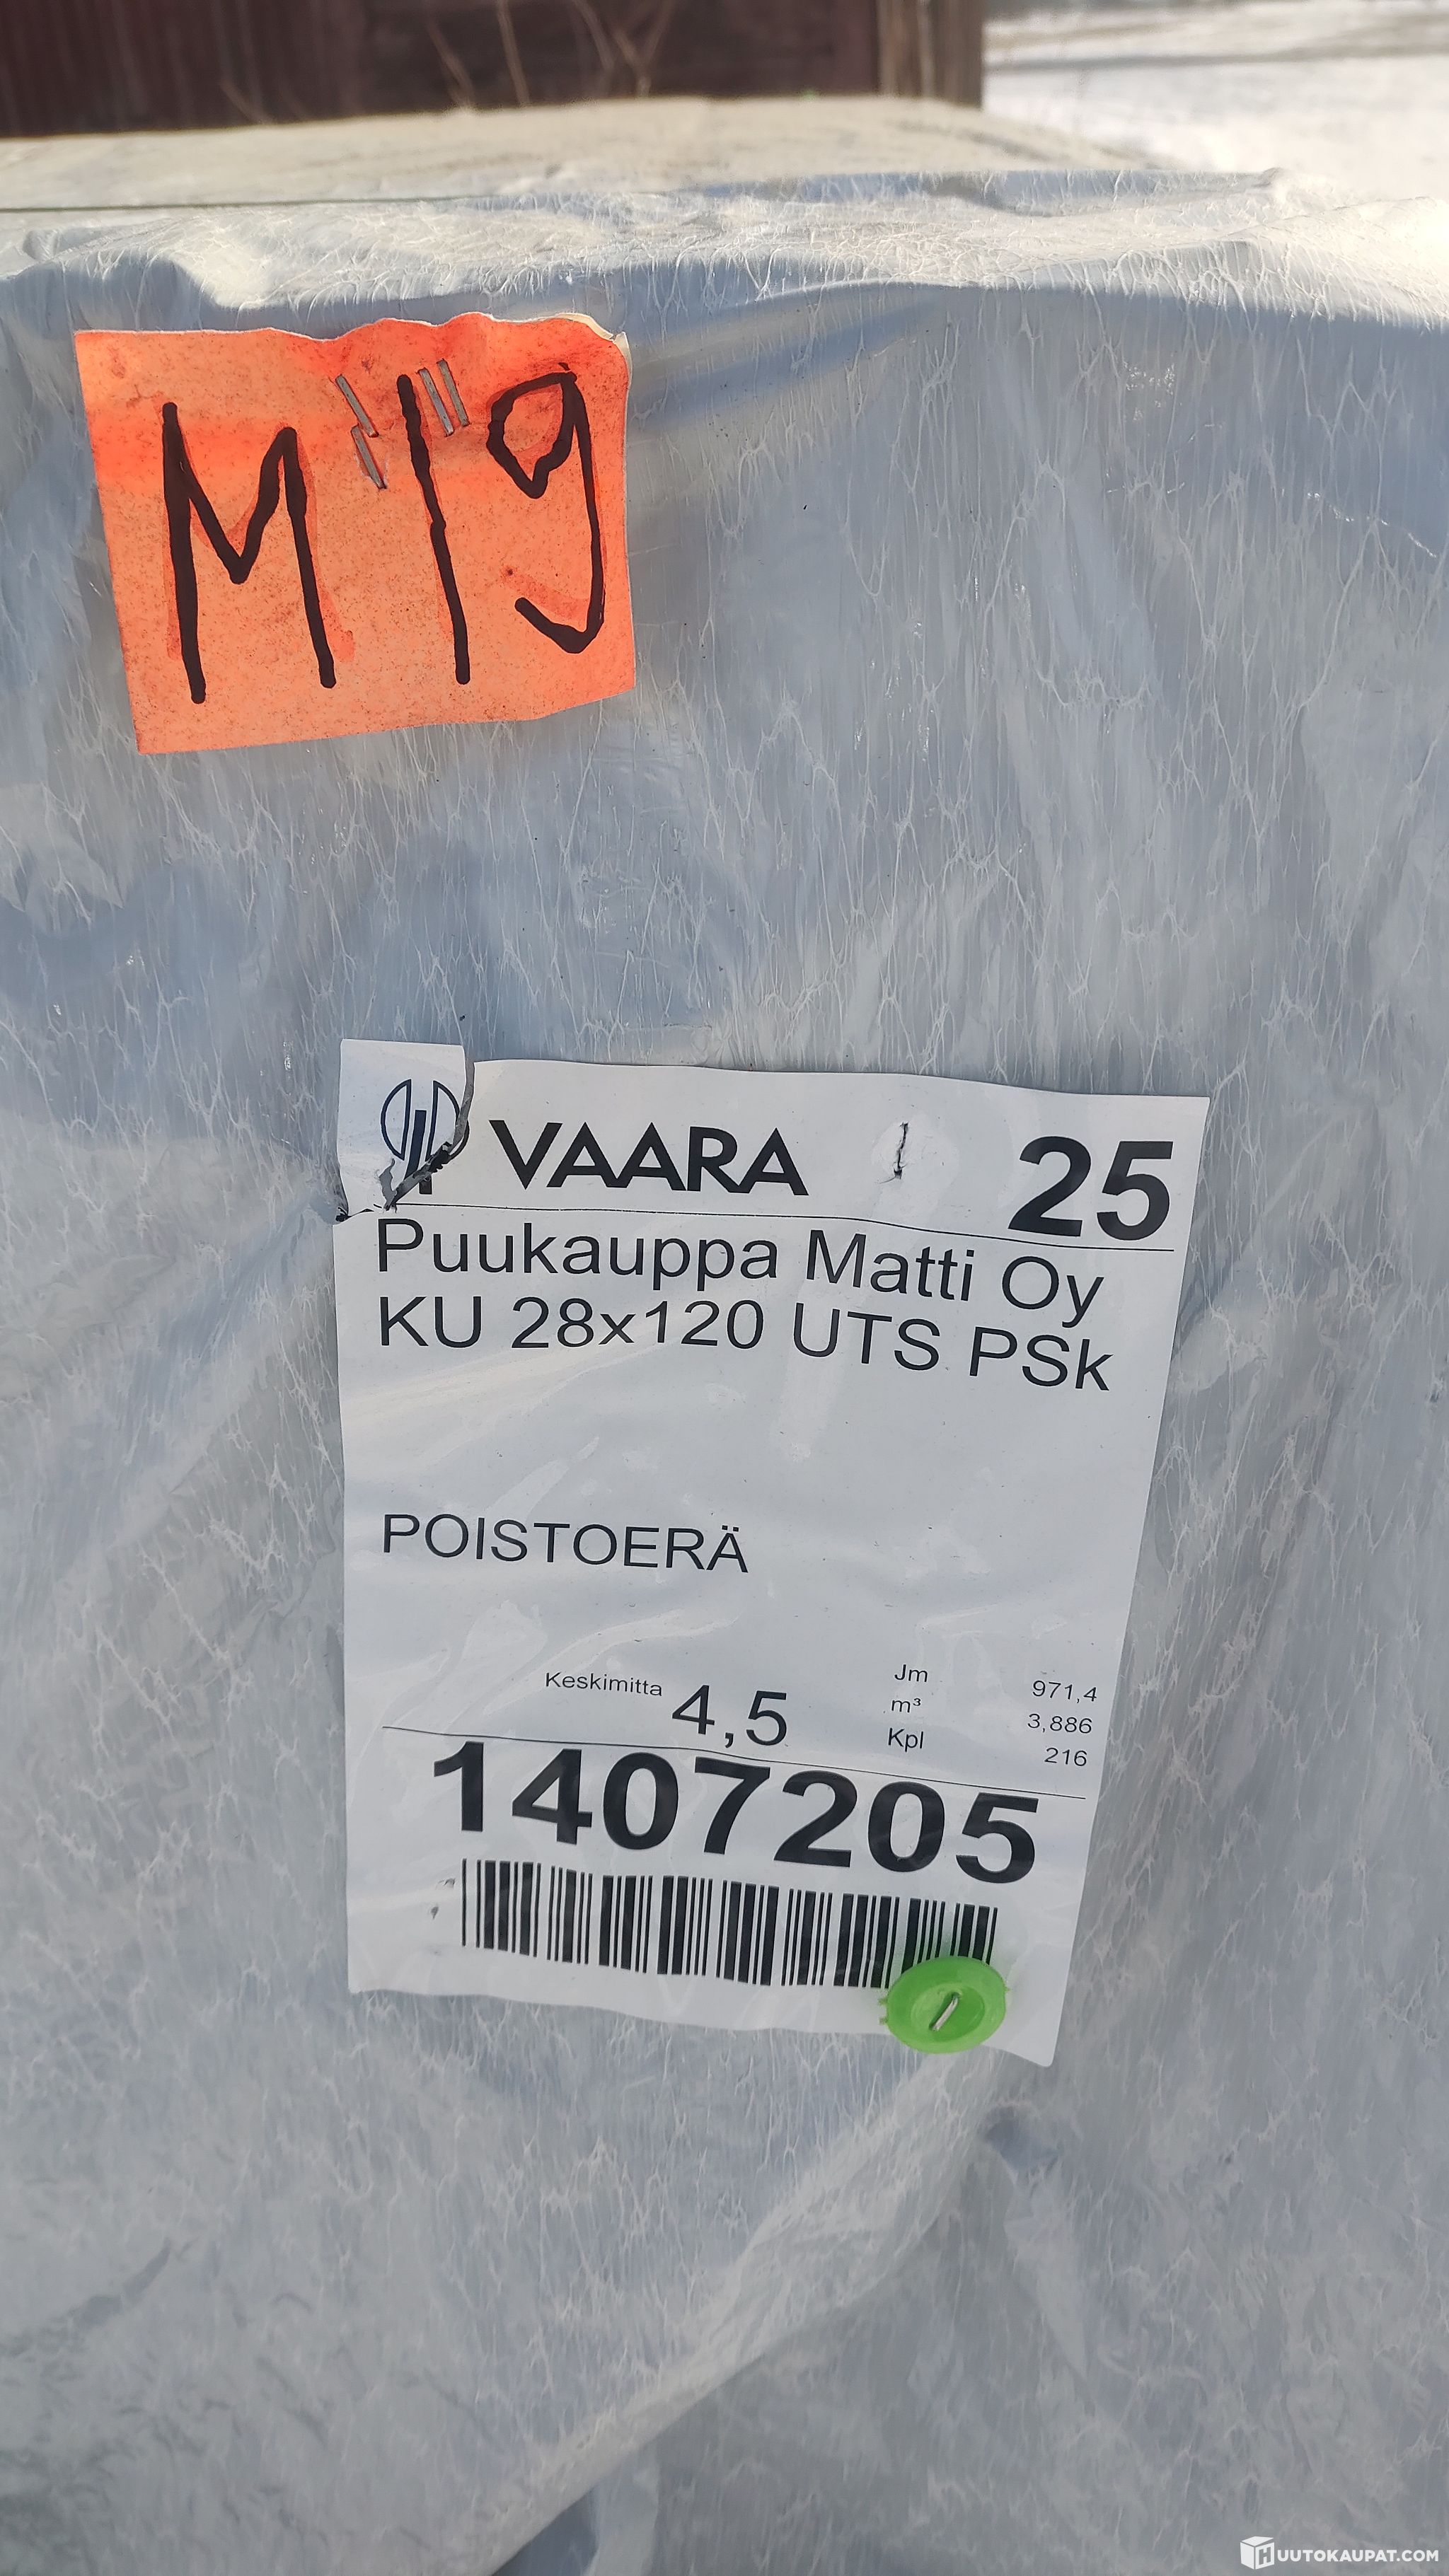 M 19
VAARA 25
Puukauppa Matti Oy
KU 28x120 UTS PSk
POISTOERÄ
Keskimitta 4,5
Jm 971,4
m³ 3,886
Kpl 216
1407205
HUUTOKAUPAT.COM